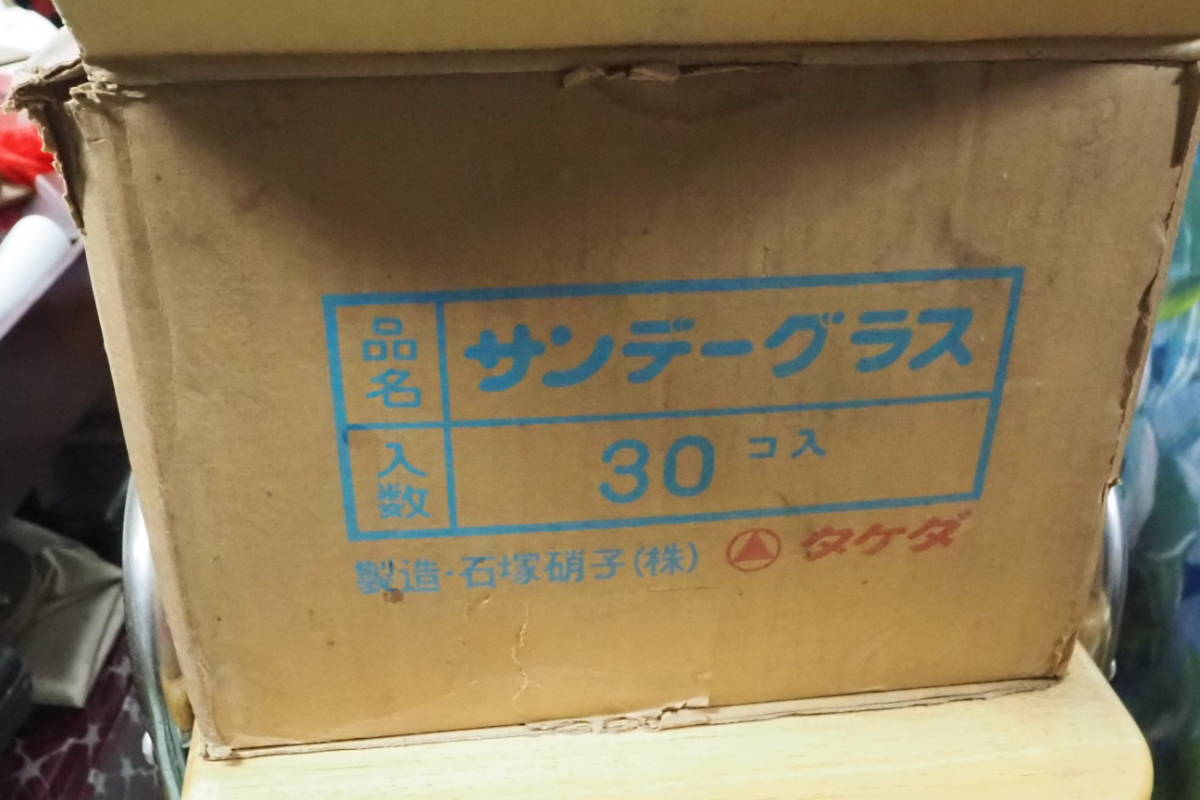 品名 サンデーグラス
入数 30 コ入
製造・石塚硝子(株) タケダ